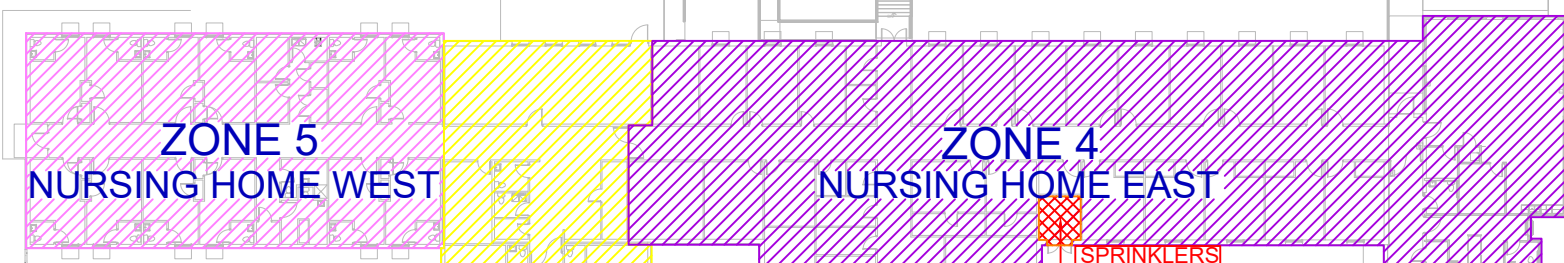 ZONE 5
NURSING HOME WEST
ZONE 4
NURSING HOME EAST
SPRINKLERS